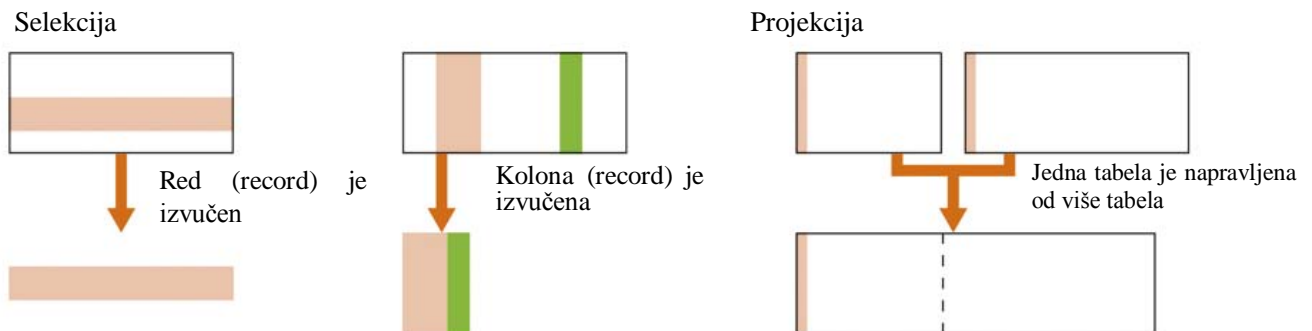 Selekcija
Projekcija
Red (record) je
izvučen
Kolona (record) je
izvučena
Jedna tabela je napravljena
od više tabela